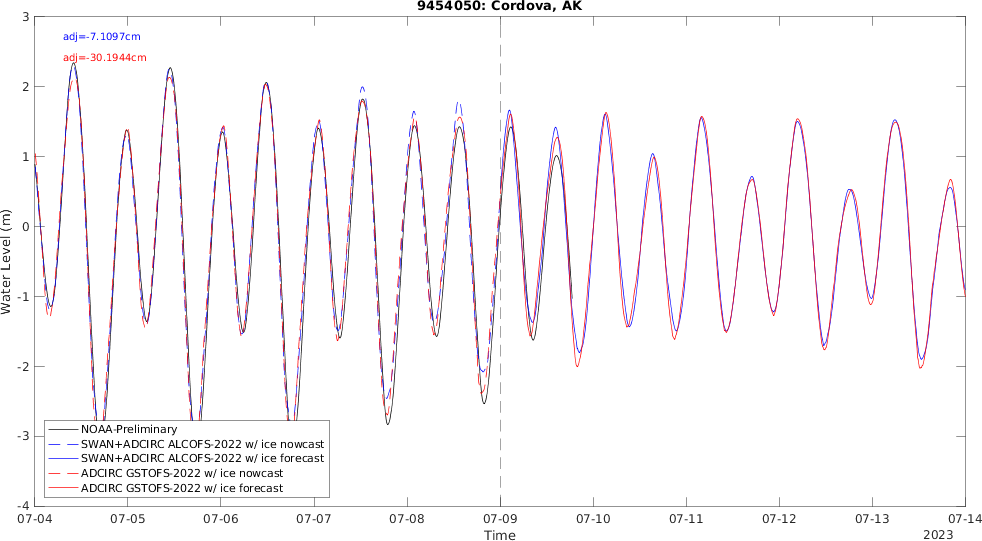 9454050: Cordova, AK
adj=-7.1097cm
adj=-30.1944cm
3
2
1
0
-1
-2
-3
-4
Water Level (m)
NOAA-Preliminary
SWAN+ADCIRC ALCOFS-2022 w/ ice nowcast
SWAN+ADCIRC ALCOFS-2022 w/ ice forecast
ADCIRC GSTOFS-2022 w/ ice nowcast
ADCIRC GSTOFS-2022 w/ ice forecast
07-04 07-05 07-06 07-07 07-08 07-09 07-10 07-11 07-12 07-13 07-14
Time
2023